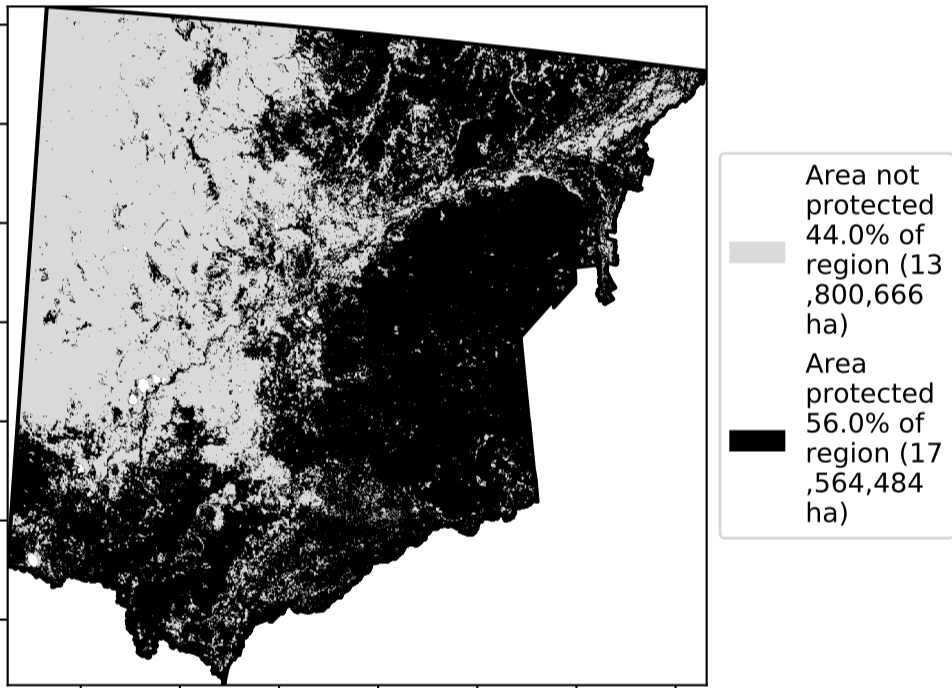 Area not
protected
44.0% of
region (13
,800,666
ha)
Area
protected
56.0% of
region (17
,564,484
ha)